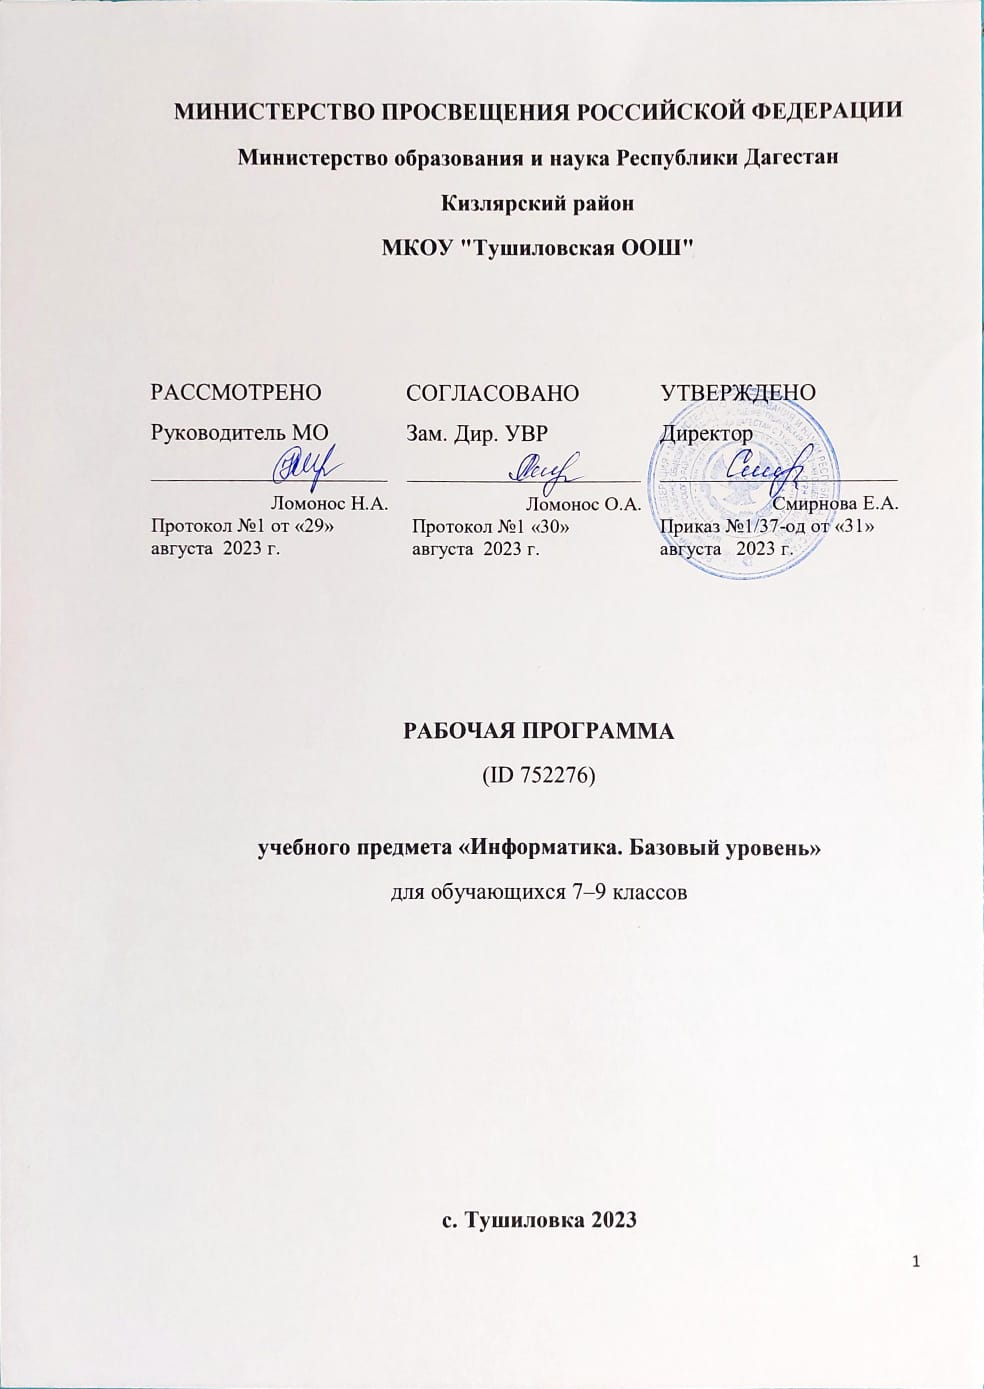 МИНИСТЕРСТВО ПРОСВЕЩЕНИЯ РОССИЙСКОЙ ФЕДЕРАЦИИ
Министерство образования и наука Республики Дагестан
Кизлярский район
МКОУ "Тушиловская ООШ"
РАССМОТРЕНО
Руководитель МО
Ломонос Н.А.
Протокол №1 от «29»
августа 2023 г.
СОГЛАСОВАНО
Зам. Дир. УВР
Ломонос О.А.
Протокол №1 «30»
августа 2023 г.
УТВЕРЖДЕНО
Директор
Смирнова Е.А.
Приказ №1/37-од от «31»
августа 2023 г.
РАБОЧАЯ ПРОГРАММА
(ID 752276)
учебного предмета «Информатика. Базовый уровень»
для обучающихся 7–9 классов
с. Тушиловка 2023
1